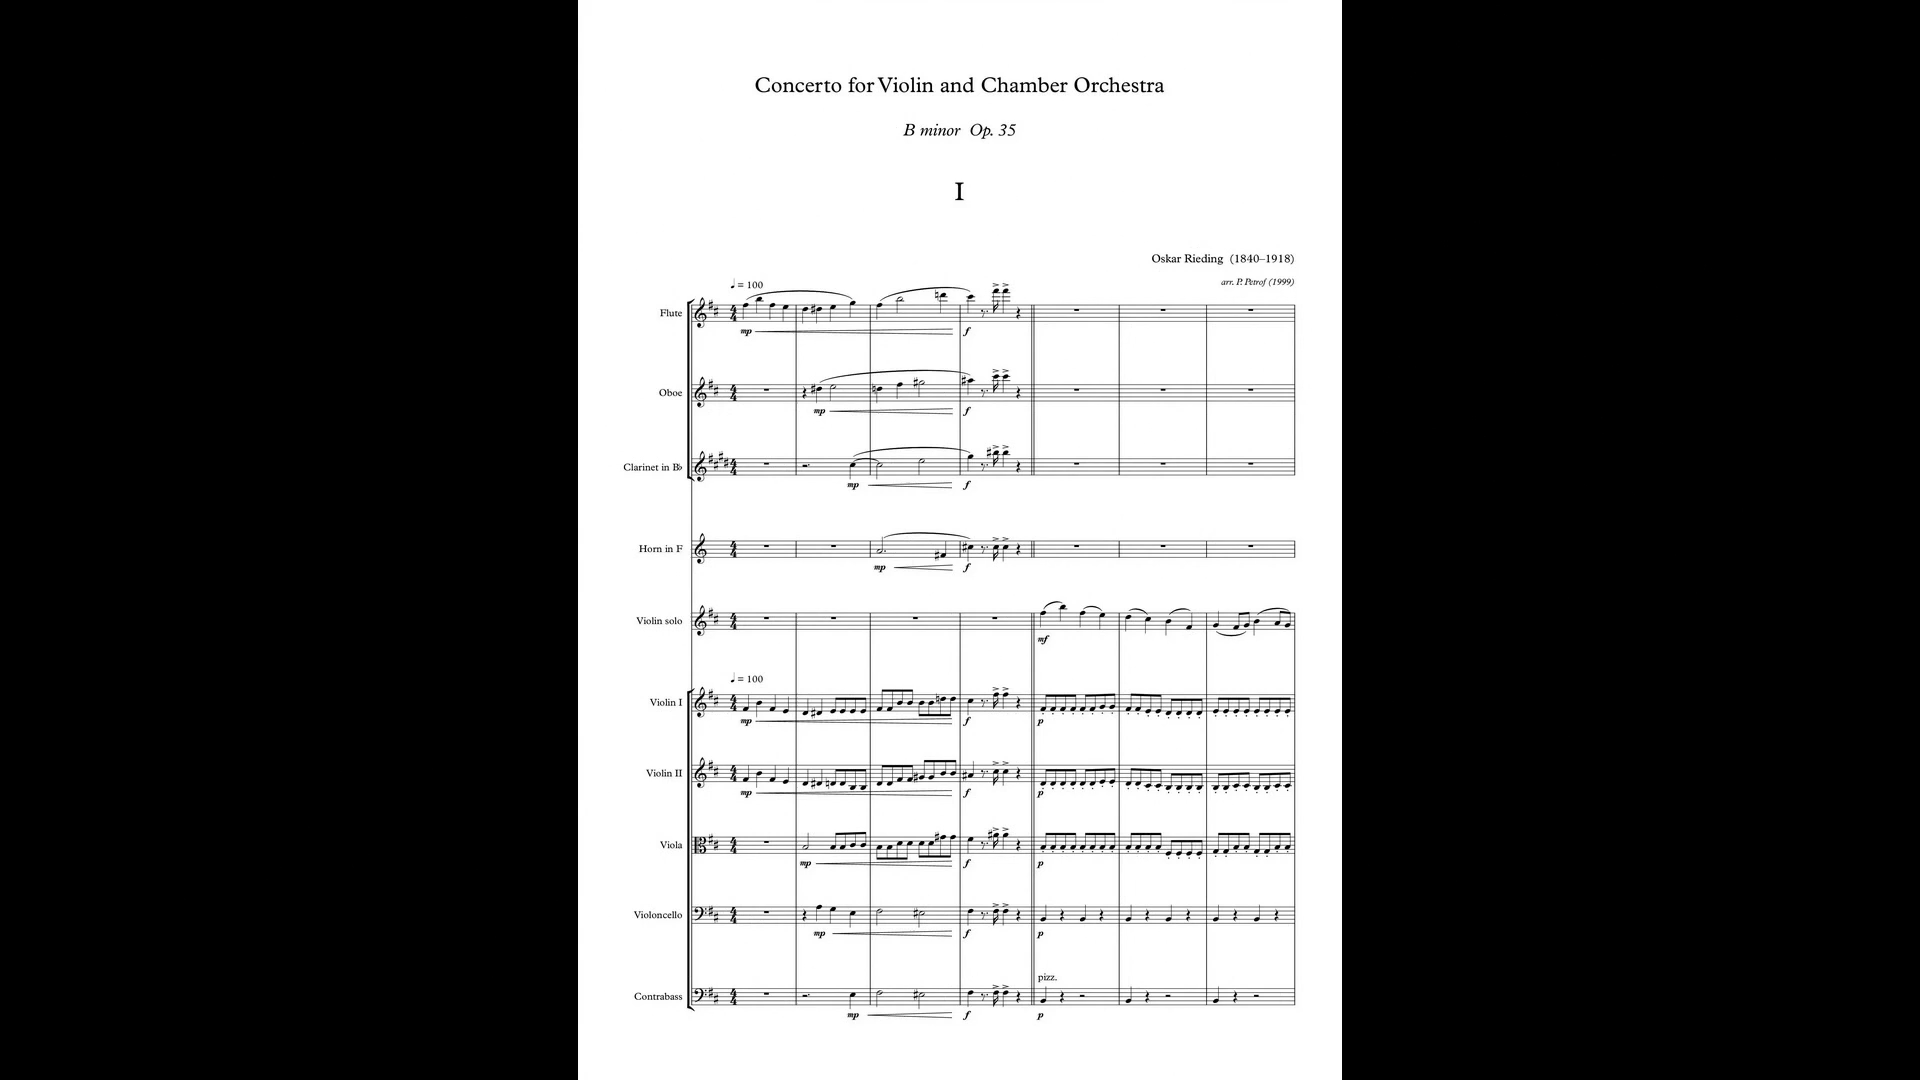 Concerto for Violin and Chamber Orchestra
B minor Op. 35
I
Oskar Rieding (1840–1918)
arr. P. Petrof (1999)
♩ = 100
Flute
mp f
Oboe
mp f
Clarinet in B♭
mp f
Horn in F
mp f
Violin solo
mf
♩ = 100
Violin I
mp f p
Violin II
mp f p
Viola
mp f p
Violoncello
mp f p
pizz.
Contrabass
mp f p